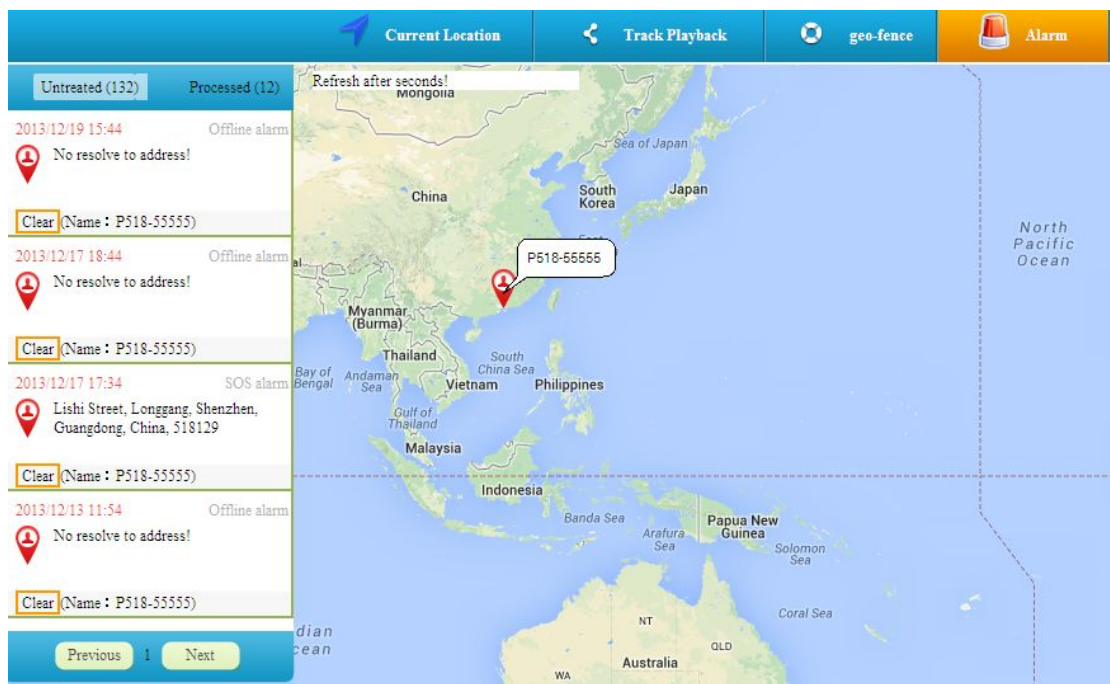 Current Location
Track Playback
geo-fence
Alarm
Untreated (132)
Processed (12)
2013/12/19 15:44
Offline alarm
No resolve to address!
Clear (Name：P518-55555)
2013/12/17 18:44
Offline alarm
No resolve to address!
Clear (Name：P518-55555)
2013/12/17 17:34
SOS alarm
Lishi Street, Longgang, Shenzhen,
Guangdong, China, 518129
Clear (Name：P518-55555)
2013/12/13 11:54
Offline alarm
No resolve to address!
Clear (Name：P518-55555)
Previous
1
Next
Refresh after seconds!
Mongolia
Sea of Japan
China
South
Korea
Japan
North
Pacific
Ocean
P518-55555
Myanmar
(Burma)
Thailand
South
China Sea
Bay of
Bengal
Andaman
Sea
Vietnam
Philippines
Gulf of
Thailand
Malaysia
Indonesia
Banda Sea
Arafura
Sea
Papua New
Guinea
Solomon
Sea
Coral Sea
NT
QLD
WA
Australia